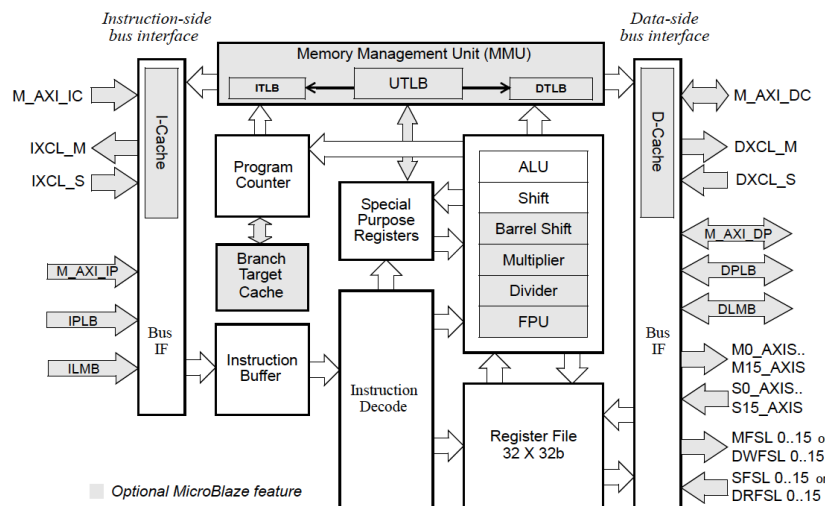 Instruction-side
bus interface
Data-side
bus interface
Memory Management Unit (MMU)
ITLB
UTLB
DTLB
M_AXI_IC
IXCL_M
IXCL_S
I-Cache
M_AXI_IP
IPLB
ILMB
Bus
IF
Program
Counter
Branch
Target
Cache
Instruction
Buffer
Special
Purpose
Registers
Instruction
Decode
ALU
Shift
Barrel Shift
Multiplier
Divider
FPU
Register File
32 X 32b
D-Cache
Bus
IF
M_AXI_DC
DXCL_M
DXCL_S
M_AXI_DP
DPLB
DLMB
M0_AXIS..
M15_AXIS
S0_AXIS..
S15_AXIS
MFSL 0..15 o
DWFSL 0..15
SFSL 0..15 or
DRFSL 0..15
Optional MicroBlaze feature